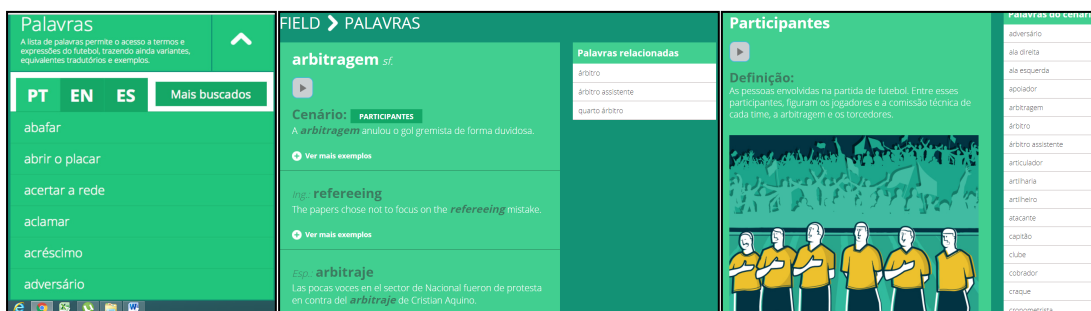 Palavras
A lista de palavras permite o acesso a termos e
expressões do futebol, trazendo ainda variantes,
equivalentes tradutórios e exemplos.
PT EN ES Mais buscados
abafar
abrir o placar
acertar a rede
aclamar
acréscimo
adversário
FIELD > PALAVRAS
arbitragem sf.
Cenário: PARTICIPANTES
A arbitragem anulou o gol gremista de forma duvidosa.
Ver mais exemplos
Ing.: refereeing
The papers chose not to focus on the refereeing mistake.
Ver mais exemplos
Esp.: arbitraje
Las pocas voces en el sector de Nacional fueron de protesta
en contra del arbitraje de Cristian Aquino.
Palavras relacionadas
árbitro
árbitro assistente
quarto árbitro
Participantes
Definição:
As pessoas envolvidas na partida de futebol. Entre esses
participantes, figuram os jogadores e a comissão técnica de
cada time, a arbitragem e os torcedores.
Palavras do cenário
adversário
ala direita
ala esquerda
apoiador
arbitragem
árbitro
árbitro assistente
articulador
artilharia
artilheiro
atacante
capitão
clube
cobrador
craque
cronometrista